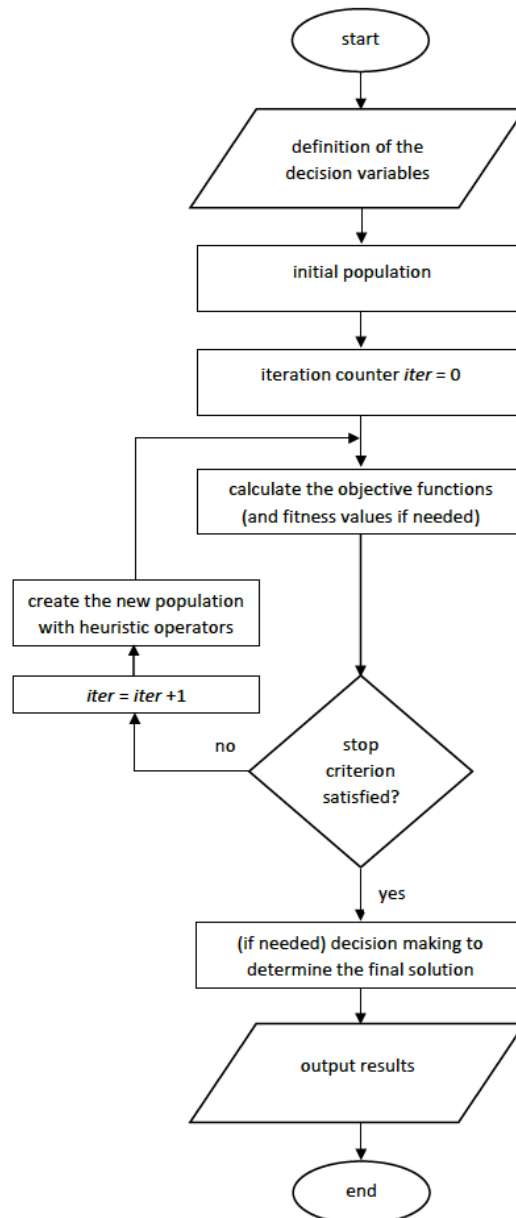 start
definition of the
decision variables
initial population
iteration counter iter = 0
calculate the objective functions
(and fitness values if needed)
create the new population
with heuristic operators
iter = iter +1
no
stop
criterion
satisfied?
yes
(if needed) decision making to
determine the final solution
output results
end